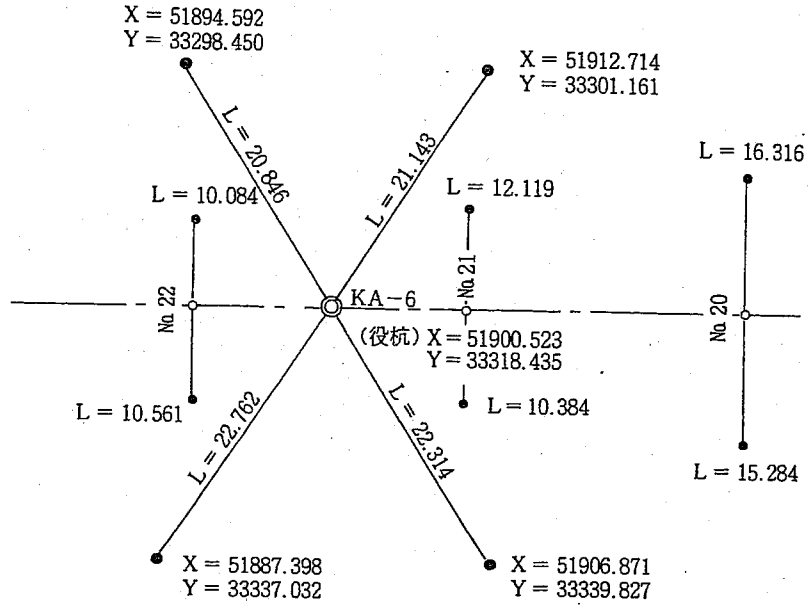 X = 51894.592
Y = 33298.450
X = 51912.714
Y = 33301.161
L = 20.846
L = 21.143
L = 16.316
L = 10.084
L = 12.119
No 22
KA-6
No 21
No 20
(役杭) X = 51900.523
Y = 33318.435
L = 10.561
L = 22.762
L = 22.314
L = 10.384
L = 15.284
X = 51887.398
Y = 33337.032
X = 51906.871
Y = 33339.827